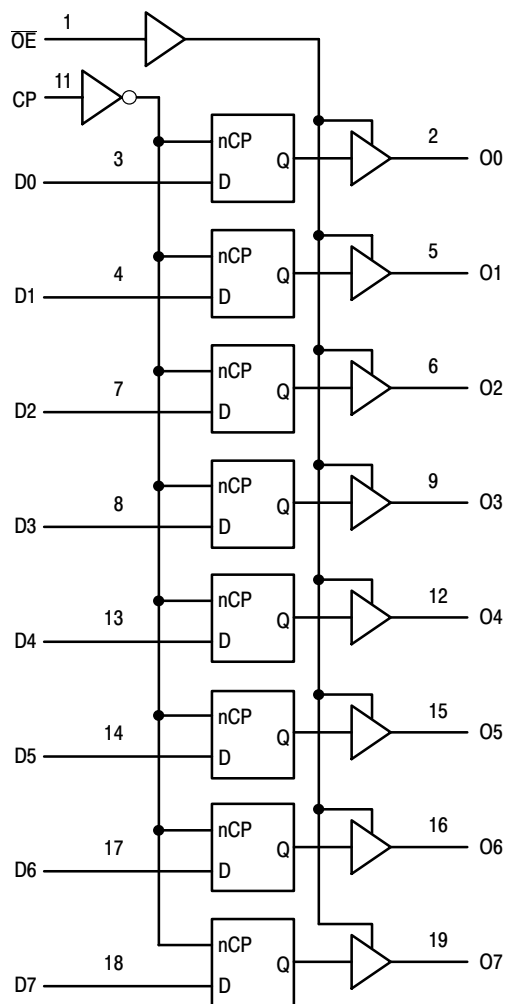 1
O̅E̅
11
CP
3
nCP
Q
2
O0
D0
D
4
nCP
Q
5
O1
D1
D
7
nCP
Q
6
O2
D2
D
8
nCP
Q
9
O3
D3
D
13
nCP
Q
12
O4
D4
D
14
nCP
Q
15
O5
D5
D
17
nCP
Q
16
O6
D6
D
18
nCP
Q
19
O7
D7
D